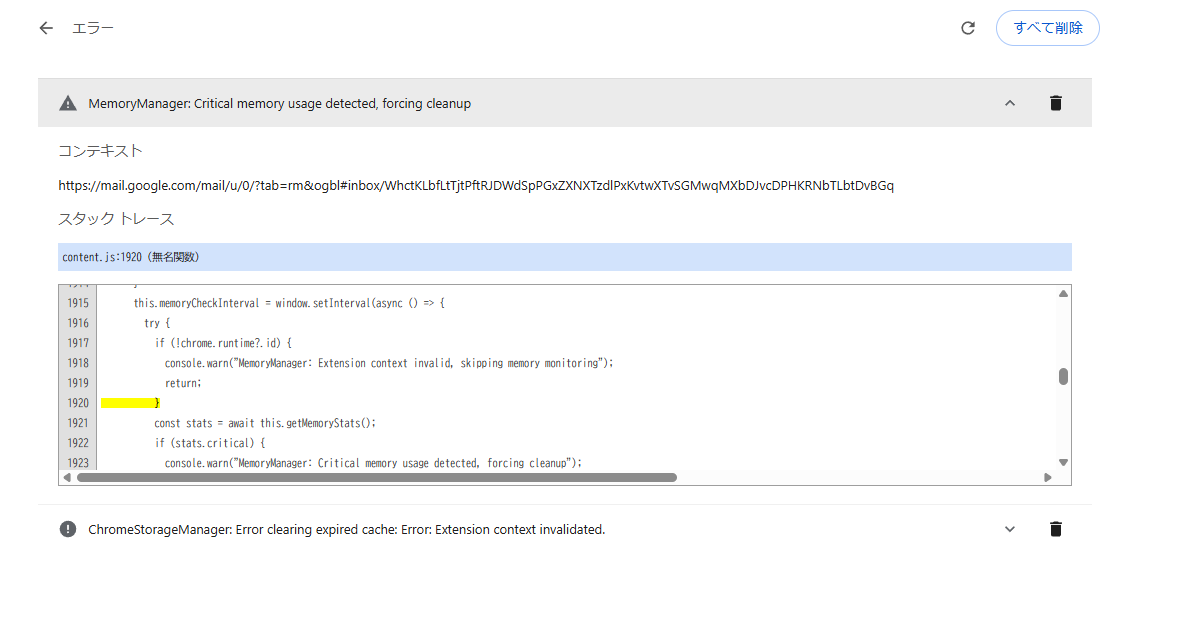 エラー
すべて削除
MemoryManager: Critical memory usage detected, forcing cleanup
コンテキスト
https://mail.google.com/mail/u/0/?tab=rm&ogbl#inbox/WhctKLbfLtTjtPftRJDWdSpPGxZXNXTzdlPxKvtwXTvSGMwqMXbDJvcDPHKRNbTLbtDvBGq
スタック トレース
content.js:1920 (無名関数)
1914 }
1915 this.memoryCheckInterval = window.setInterval(async () => {
1916 try {
1917 if (!chrome.runtime?.id) {
1918 console.warn("MemoryManager: Extension context invalid, skipping memory monitoring");
1919 return;
1920 }
1921 const stats = await this.getMemoryStats();
1922 if (stats.critical) {
1923 console.warn("MemoryManager: Critical memory usage detected, forcing cleanup");
ChromeStorageManager: Error clearing expired cache: Error: Extension context invalidated.